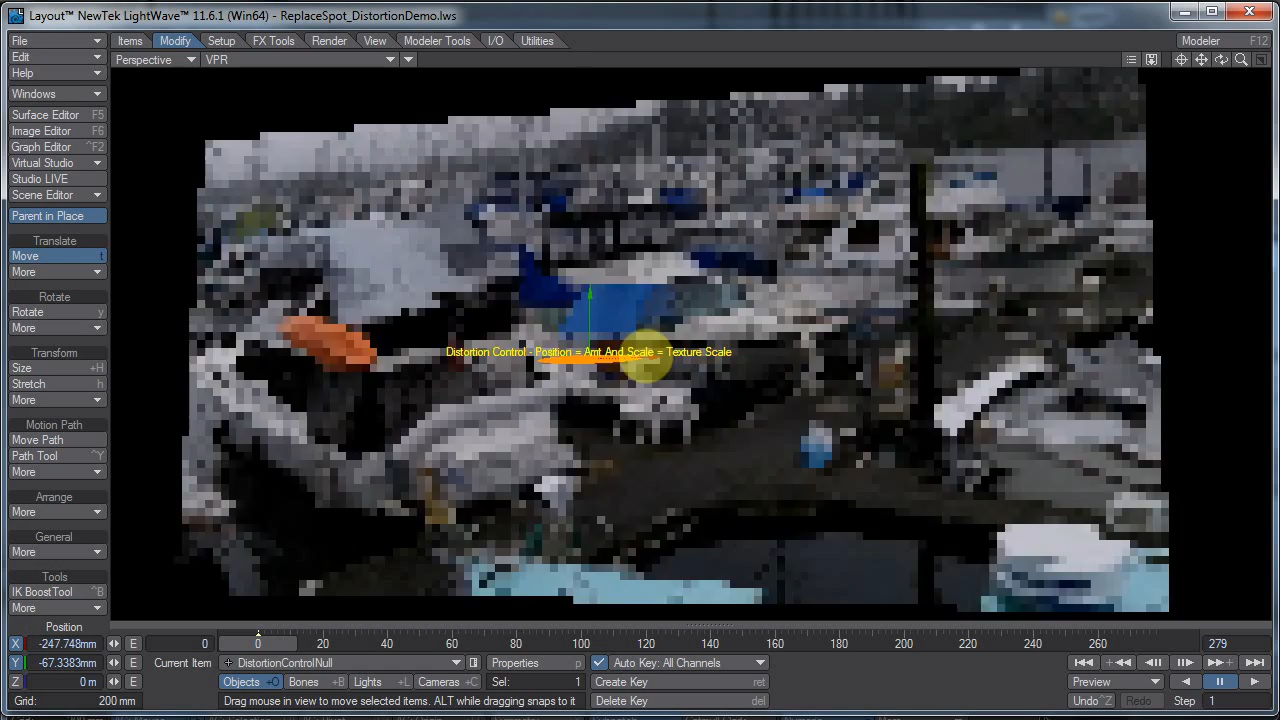 Layout™ NewTek LightWave™ 11.6.1 (Win64) - ReplaceSpot_DistortionDemo.lws
File
Edit
Help
Windows
Surface Editor F5
Image Editor F6
Graph Editor ^F2
Virtual Studio
Studio LIVE
Scene Editor
Parent in Place
Translate
Move t
More
Rotate
Rotate y
More
Transform
Size +H
Stretch h
More
Motion Path
Move Path
Path Tool ^Y
More
Arrange
More
General
More
Tools
IK BoostTool ^B
More
Items Modify Setup FX Tools Render View Modeler Tools I/O Utilities Modeler F12
Perspective VPR
Distortion Control - Position = Amt And Scale = Texture Scale
Position
X -247.748mm E 0 0 20 40 60 80 100 120 140 160 180 200 220 240 260 279
Y -67.3383mm E Current Item DistortionControlNull Properties p Auto Key: All Channels
Z 0 m E Objects +O Bones +B Lights +L Cameras +C Sel: 1 Create Key ret Preview
Grid: 200 mm Drag mouse in view to move selected items. ALT while dragging snaps to it Delete Key del Undo ^Z Redo Step 1